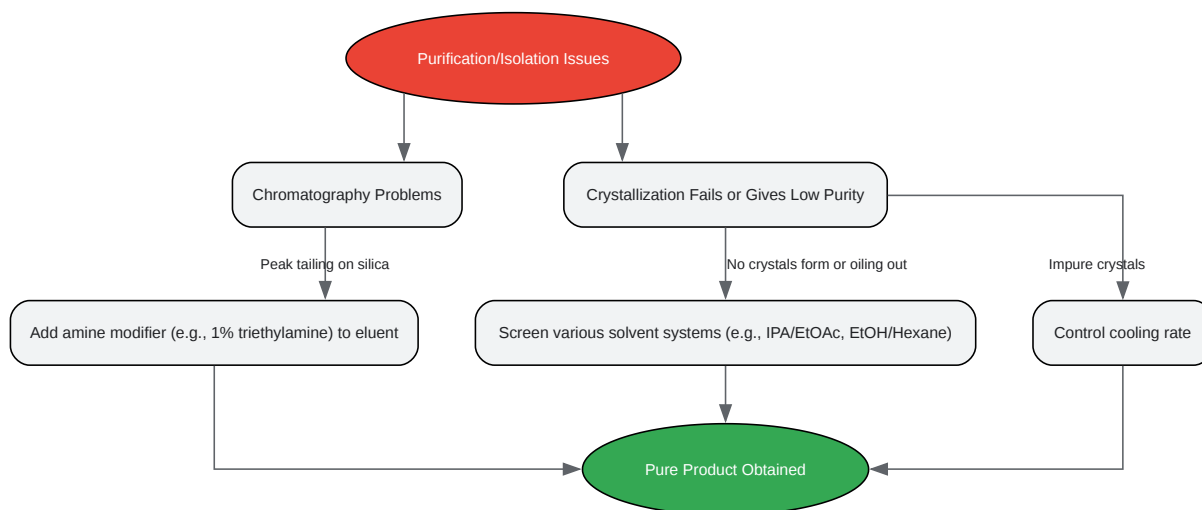 Purification/Isolation Issues
Chromatography Problems
Crystallization Fails or Gives Low Purity
Peak tailing on silica
No crystals form or oiling out
Impure crystals
Add amine modifier (e.g., 1% triethylamine) to eluent
Screen various solvent systems (e.g., IPA/EtOAc, EtOH/Hexane)
Control cooling rate
Pure Product Obtained